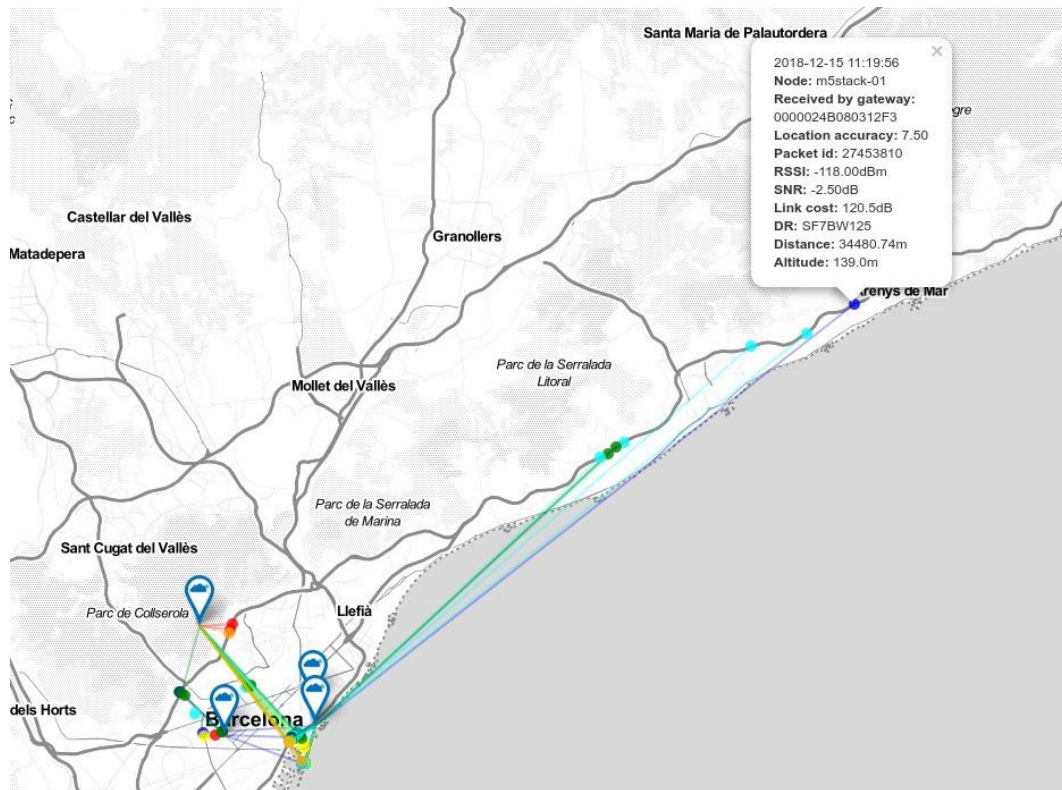 Santa Maria de Palautordera
×
2018-12-15 11:19:56
Node: m5stack-01
Received by gateway:
0000024B080312F3
Location accuracy: 7.50
Packet id: 27453810
RSSI: -118.00dBm
SNR: -2.50dB
Link cost: 120.5dB
DR: SF7BW125
Distance: 34480.74m
Altitude: 139.0m
egre
Castellar del Vallès
Matadepera
Granollers
renys de Mar
Parc de la Serralada
Litoral
Mollet del Vallès
Parc de la Serralada
de Marina
Sant Cugat del Vallès
Parc de Collserola
Llefià
dels Horts
Barcelona